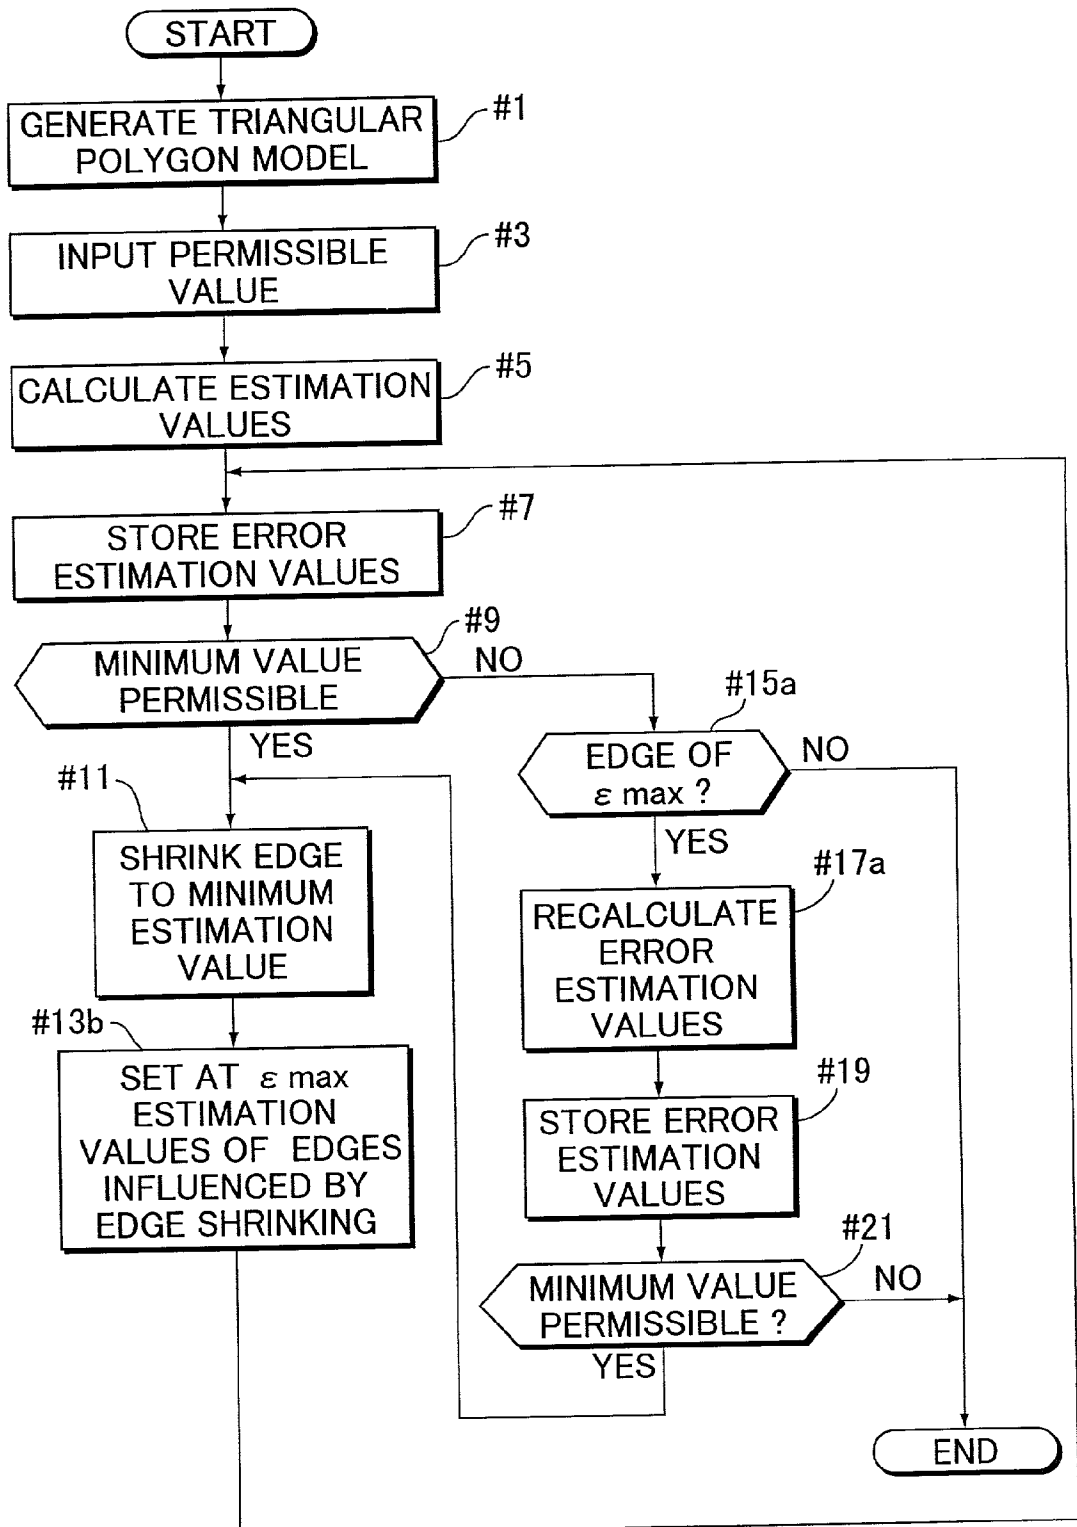 START
#1
GENERATE TRIANGULAR
POLYGON MODEL
#3
INPUT PERMISSIBLE
VALUE
#5
CALCULATE ESTIMATION
VALUES
#7
STORE ERROR
ESTIMATION VALUES
#9
MINIMUM VALUE
PERMISSIBLE
NO
YES
#11
SHRINK EDGE
TO MINIMUM
ESTIMATION
VALUE
#13b
SET AT ε max
ESTIMATION
VALUES OF EDGES
INFLUENCED BY
EDGE SHRINKING
#15a
EDGE OF
ε max ?
NO
YES
#17a
RECALCULATE
ERROR
ESTIMATION
VALUES
#19
STORE ERROR
ESTIMATION
VALUES
#21
MINIMUM VALUE
PERMISSIBLE ?
NO
YES
END